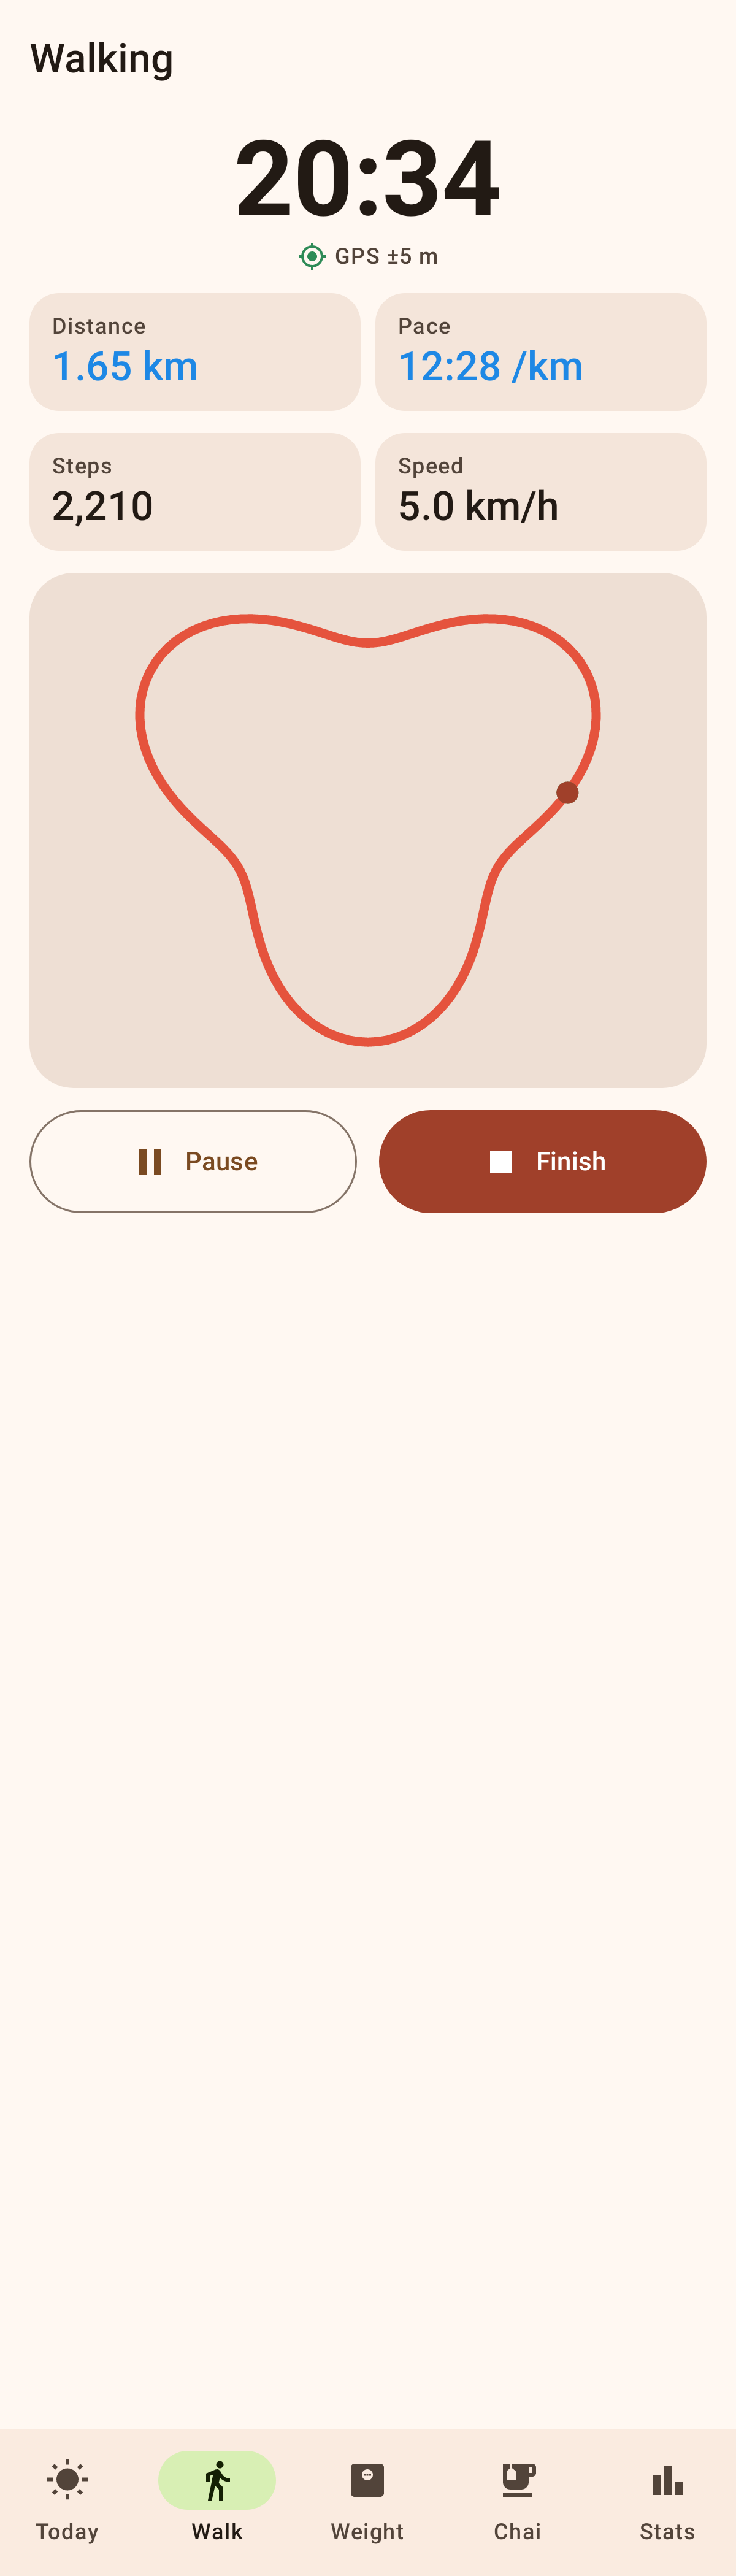 Walking
20:34
GPS ±5 m
Distance
1.65 km
Pace
12:28 /km
Steps
2,210
Speed
5.0 km/h
Pause
Finish
Today
Walk
Weight
Chai
Stats